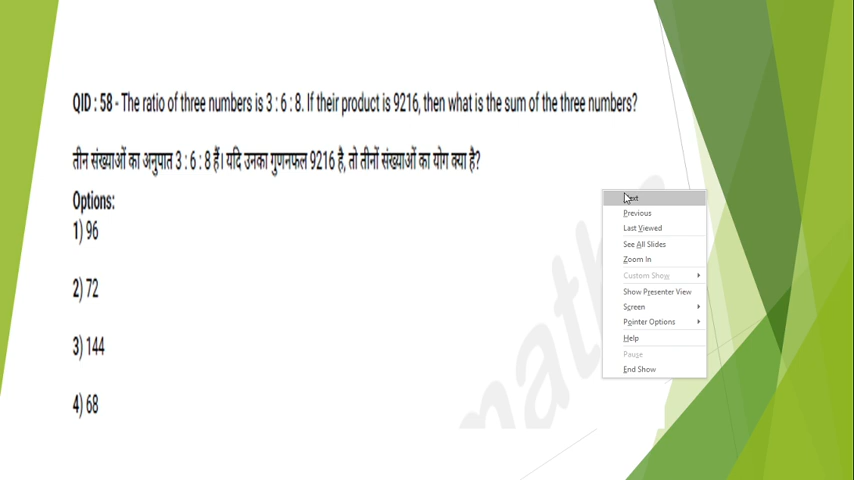 QID : 58 - The ratio of three numbers is 3 : 6 : 8. If their product is 9216, then what is the sum of the three numbers?
तीन संख्याओं का अनुपात 3 : 6 : 8 हैं। यदि उनका गुणनफल 9216 है, तो तीनों संख्याओं का योग क्या है?
Options:
1) 96
2) 72
3) 144
4) 68
Previous
Last Viewed
See All Slides
Zoom In
Custom Show
Show Presenter View
Screen
Pointer Options
Help
Pause
End Show
math